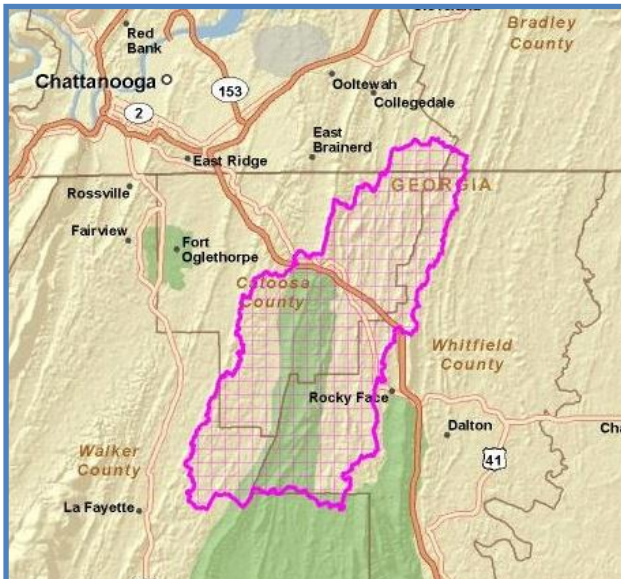 Bradley
County
Red
Bank
Chattanooga
Ooltewah
153
Collegedale
2
East
Brainerd
East Ridge
GEORGIA
Rossville
Fairview
Fort
Oglethorpe
Catoosa
County
Whitfield
County
Rocky Face
Dalton
Walker
County
41
La Fayette